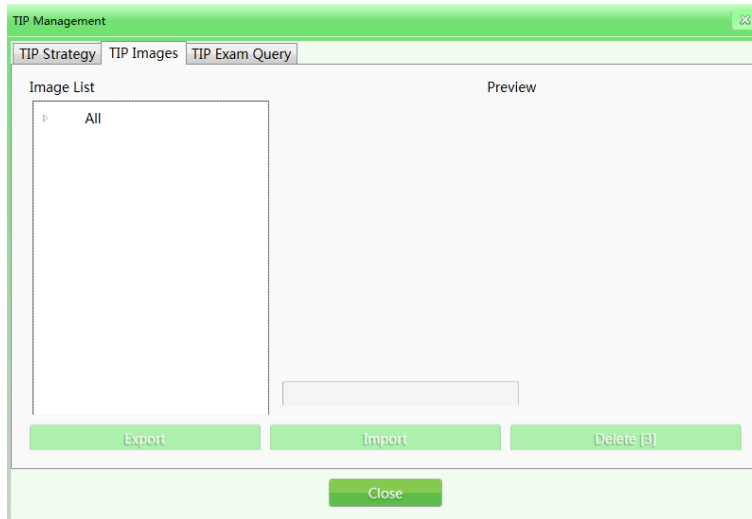 TIP Management
TIP Strategy TIP Images TIP Exam Query
Image List Preview
All
Export Import Delete [3]
Close